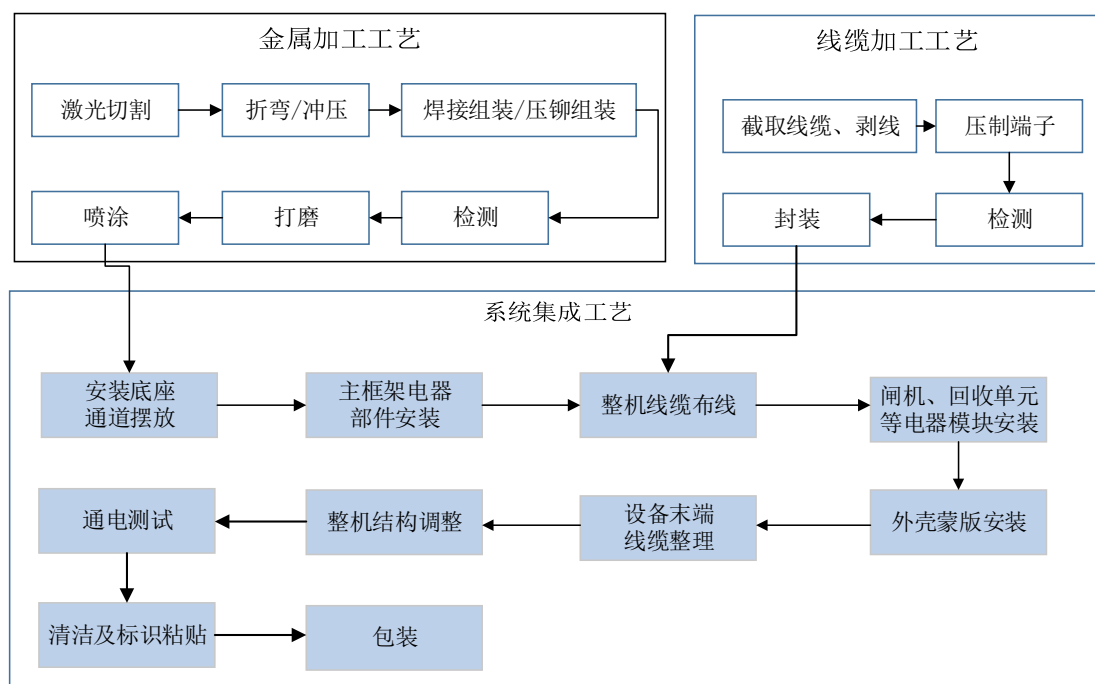 金属加工工艺
激光切割
折弯/冲压
焊接组装/压铆组装
检测
打磨
喷涂
线缆加工工艺
截取线缆、剥线
压制端子
检测
封装
系统集成工艺
安装底座
通道摆放
主框架电器
部件安装
整机线缆布线
闸机、回收单元
等电器模块安装
外壳蒙版安装
设备末端
线缆整理
整机结构调整
通电测试
清洁及标识粘贴
包装